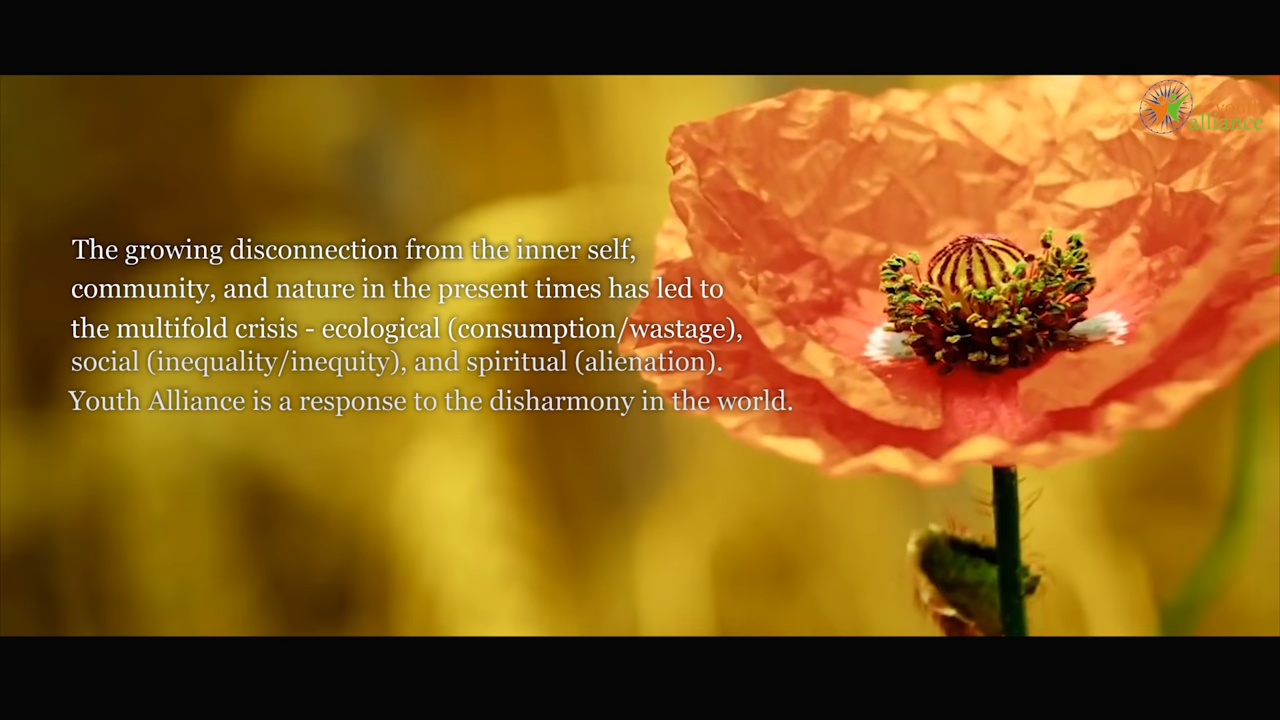 youth
alliance
The growing disconnection from the inner self,
community, and nature in the present times has led to
the multifold crisis - ecological (consumption/wastage),
social (inequality/inequity), and spiritual (alienation).
Youth Alliance is a response to the disharmony in the world.